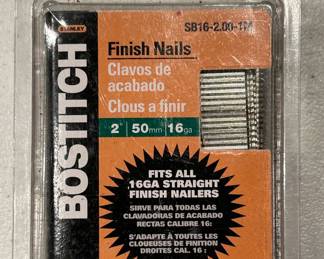 STANLEY
BOSTITCH
SB16-2.00-1M
Finish Nails
Clavos de
acabado
Clous a finir
2" 50mm 16ga
FITS ALL
16GA STRAIGHT
FINISH NAILERS
SIRVE PARA TODAS LAS
CLAVADORAS DE ACABADO
RECTAS CALIBRE 16:
S'ADAPTE À TOUTES LES
CLOUEUSES DE FINITION
DROITES CAL. 16 :